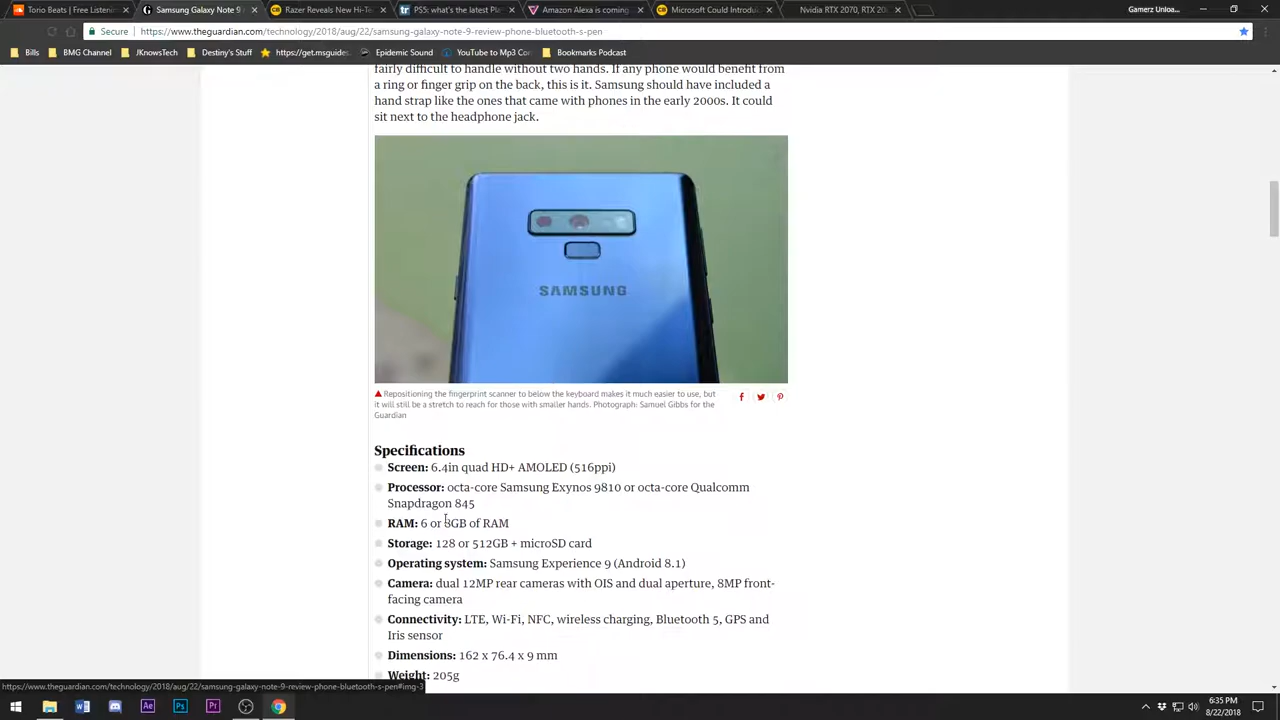 Torio Beats | Free Listening
Samsung Galaxy Note 9
Razer Reveals New Hi-Te
PS5: what's the latest Pl
Amazon Alexa is coming
Microsoft Could Introdu
Nvidia RTX 2070, RTX 20
Gamerz Unloa...
Secure
https://www.theguardian.com/technology/2018/aug/22/samsung-galaxy-note-9-review-phone-bluetooth-s-pen
Bills
BMG Channel
JKnowsTech
Destiny's Stuff
https://get.msguides.
Epidemic Sound
YouTube to Mp3 Co
Bookmarks Podcast
fairly difficult to handle without two hands. If any phone would benefit from
a ring or finger grip on the back, this is it. Samsung should have included a
hand strap like the ones that came with phones in the early 2000s. It could
sit next to the headphone jack.
SAMSUNG
Repositioning the fingerprint scanner to below the keyboard makes it much easier to use, but
it will still be a stretch to reach for those with smaller hands. Photograph: Samuel Gibbs for the
Guardian
Specifications
Screen: 6.4in quad HD+ AMOLED (516ppi)
Processor: octa-core Samsung Exynos 9810 or octa-core Qualcomm
Snapdragon 845
RAM: 6 or 8GB of RAM
Storage: 128 or 512GB + microSD card
Operating system: Samsung Experience 9 (Android 8.1)
Camera: dual 12MP rear cameras with OIS and dual aperture, 8MP front-
facing camera
Connectivity: LTE, Wi-Fi, NFC, wireless charging, Bluetooth 5, GPS and
Iris sensor
Dimensions: 162 x 76.4 x 9 mm
Weight: 205g
https://www.theguardian.com/technology/2018/aug/22/samsung-galaxy-note-9-review-phone-bluetooth-s-pen#img-3
6:35 PM
8/22/2018